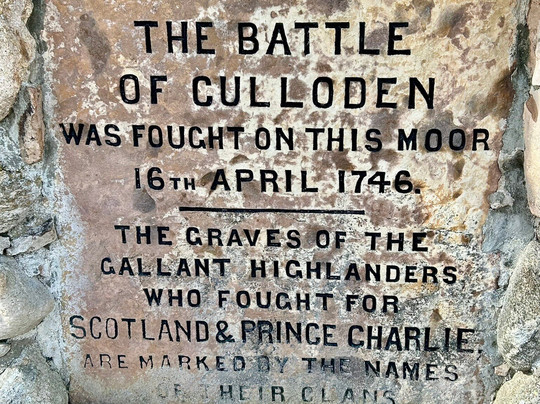 THE BATTLE
OF CULLODEN
WAS FOUGHT ON THIS MOOR
16TH APRIL 1746.
THE GRAVES OF THE
GALLANT HIGHLANDERS
WHO FOUGHT FOR
SCOTLAND & PRINCE CHARLIE,
ARE MARKED BY THE NAMES
OF THEIR CLANS